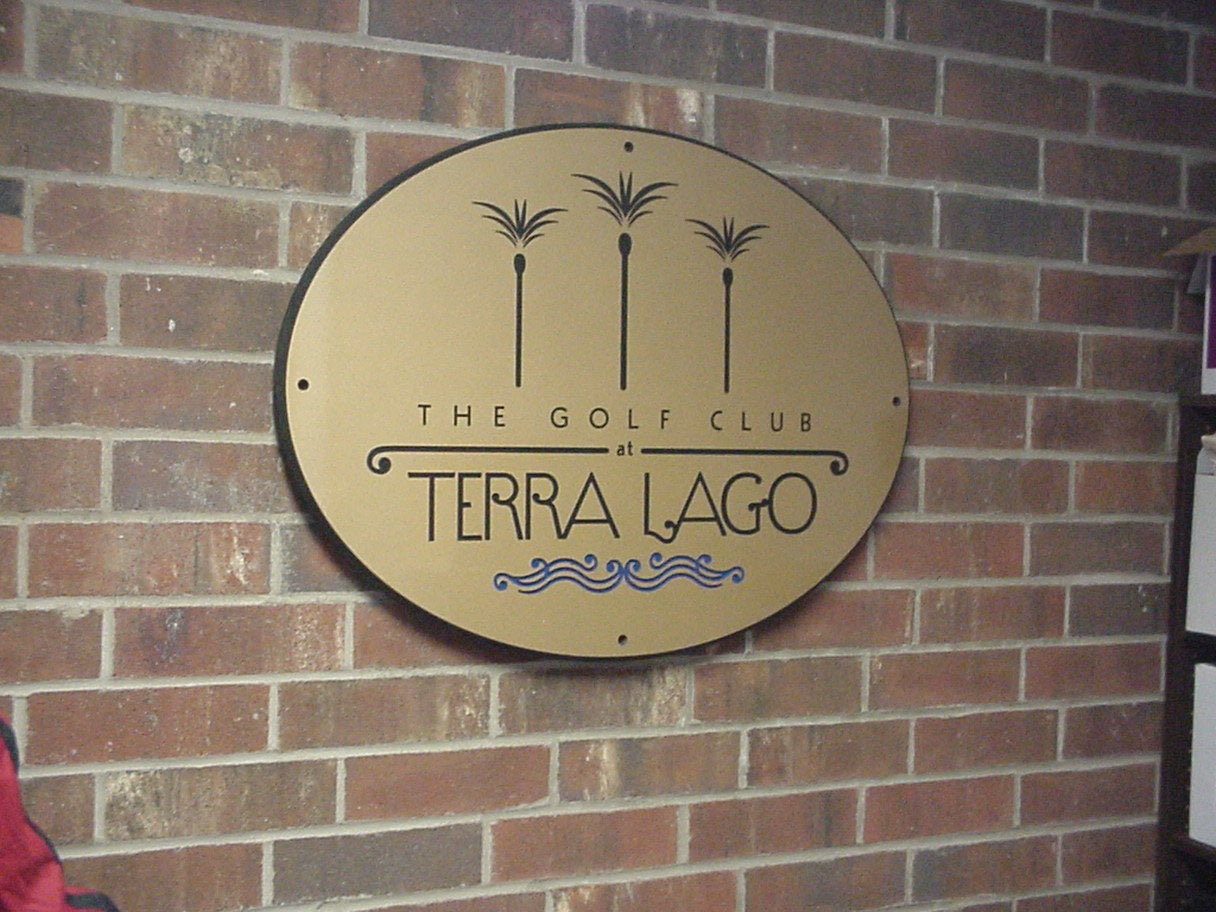 THE GOLF CLUB
at
TERRA LAGO